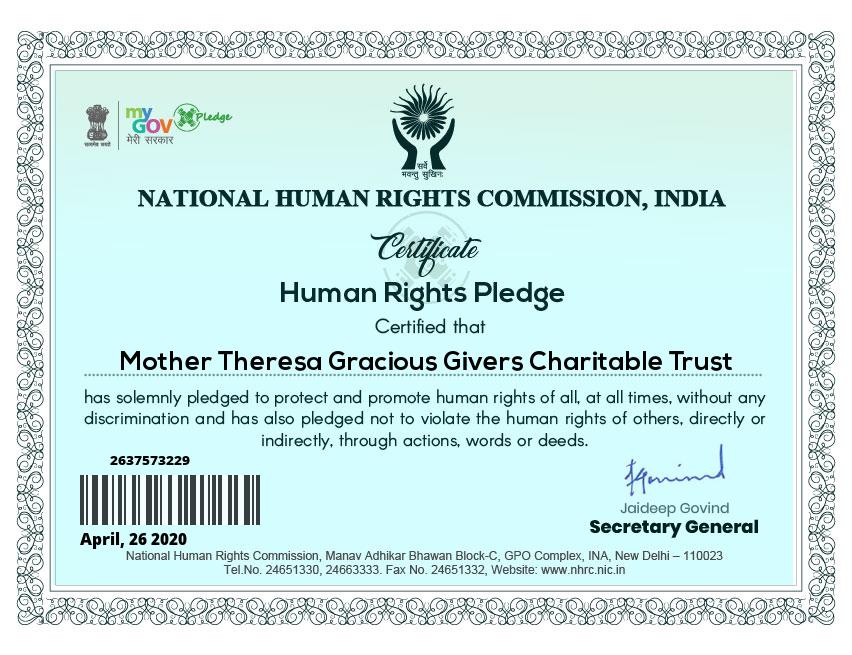 सत्यमेव जयते
my
GOV
मेरी सरकार
Pledge
सर्वे
भवन्तु सुखिनः
NATIONAL HUMAN RIGHTS COMMISSION, INDIA
Certificate
Human Rights Pledge
Certified that
Mother Theresa Gracious Givers Charitable Trust
has solemnly pledged to protect and promote human rights of all, at all times, without any
discrimination and has also pledged not to violate the human rights of others, directly or
indirectly, through actions, words or deeds.
2637573229
April, 26 2020
Jaideep Govind
Secretary General
National Human Rights Commission, Manav Adhikar Bhawan Block-C, GPO Complex, INA, New Delhi – 110023
Tel.No. 24651330, 24663333. Fax No. 24651332, Website: www.nhrc.nic.in